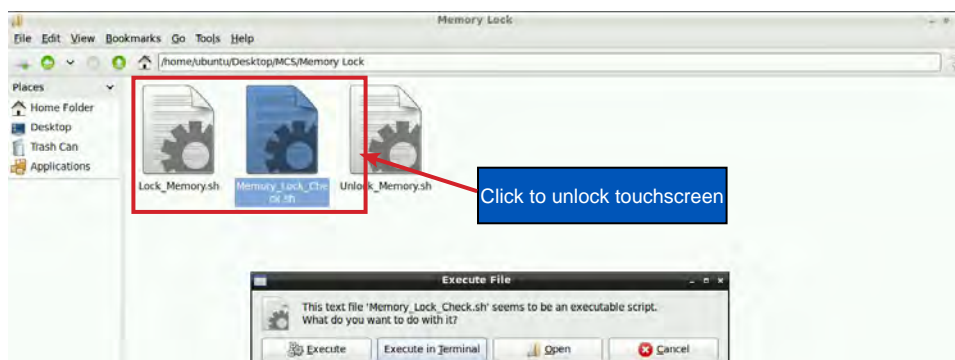 Memory Lock
File Edit View Bookmarks Go Tools Help
/home/ubuntu/Desktop/MCS/Memory Lock
Places
Home Folder
Desktop
Trash Can
Applications
Lock_Memory.sh
Memory_Lock_Che
ck.sh
Unlock_Memory.sh
Click to unlock touchscreen
Execute File
This text file 'Memory_Lock_Check.sh' seems to be an executable script.
What do you want to do with it?
Execute Execute in Terminal Open Cancel